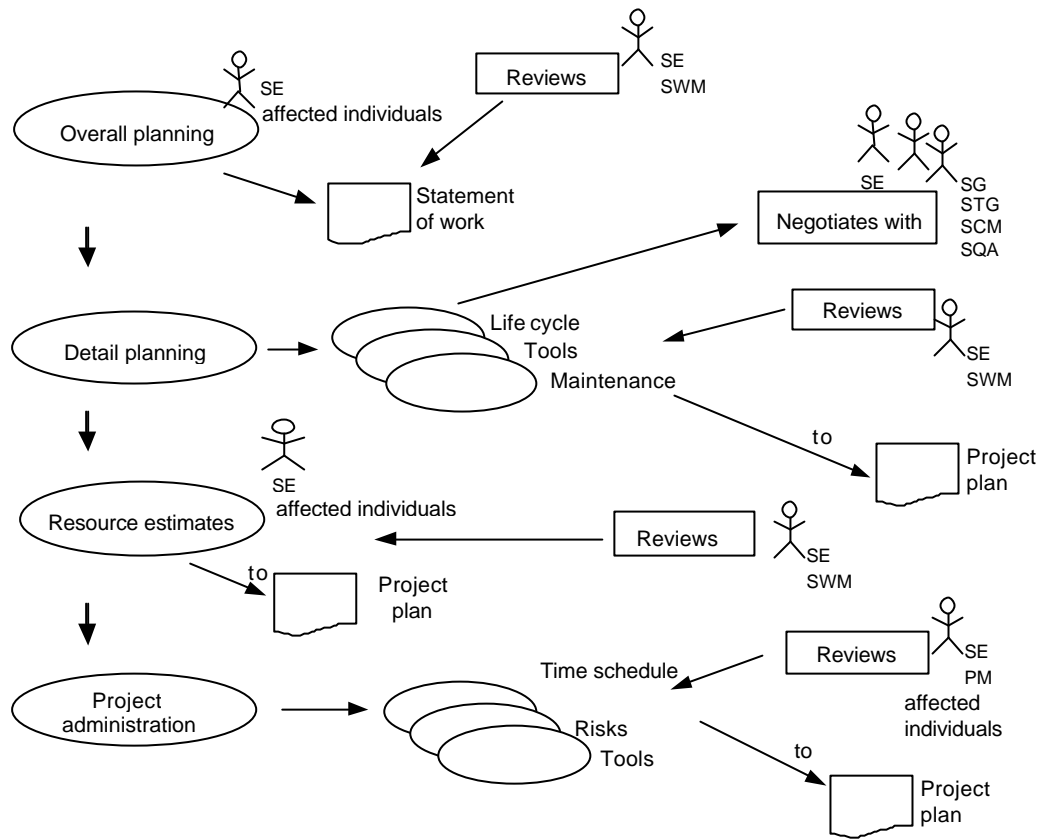 SE
affected individuals
Overall planning
Reviews
SE
SWM
Statement
of work
SE
SG
STG
SCM
SQA
Negotiates with
Detail planning
Life cycle
Tools
Maintenance
Reviews
SE
SWM
to
Project
plan
SE
affected individuals
Resource estimates
to
Project
plan
Reviews
SE
SWM
Project
administration
Time schedule
Risks
Tools
Reviews
SE
PM
affected
individuals
to
Project
plan